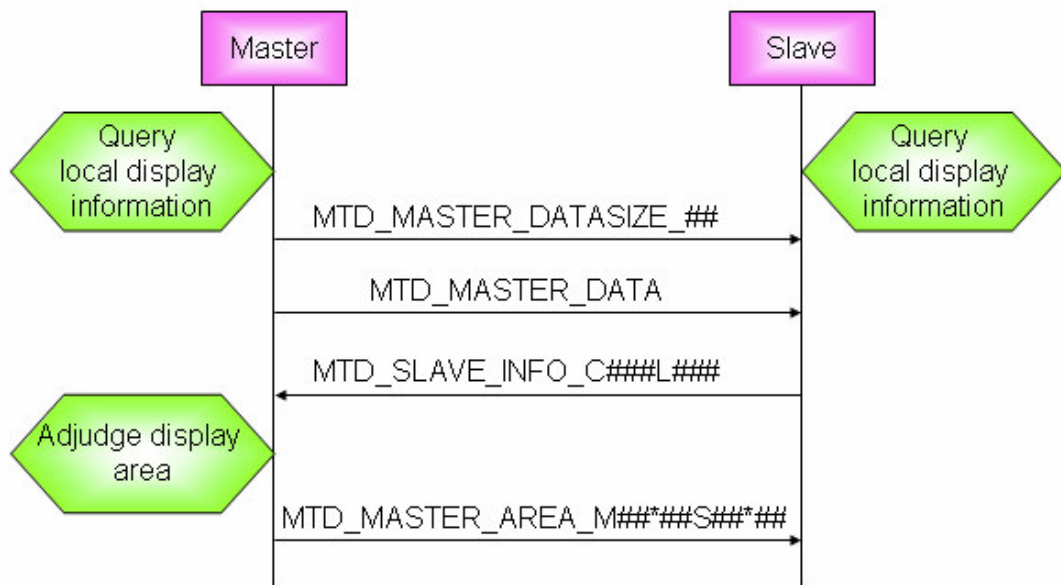 Master
Slave
Query
local display
information
Query
local display
information
MTD_MASTER_DATASIZE_##
MTD_MASTER_DATA
MTD_SLAVE_INFO_C###L###
Adjudge display
area
MTD_MASTER_AREA_M##*##S##*##